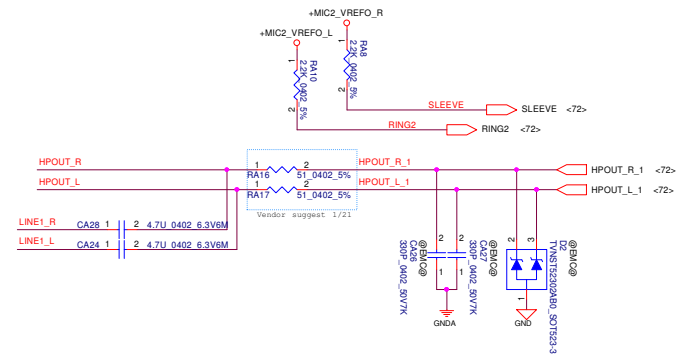 +MIC2_VREFO_R
+MIC2_VREFO_L
1
RA8
2.2K_0402_5%
2
1
RA10
2.2K_0402_5%
2
SLEEVE
SLEEVE <72>
RING2
RING2 <72>
HPOUT_R
1 2
RA16 51_0402_5%
HPOUT_R_1
HPOUT_R_1 <72>
HPOUT_L
1 2
RA17 51_0402_5%
HPOUT_L_1
HPOUT_L_1 <72>
Vendor suggest 1/21
LINE1_R
CA28 1 2 4.7U_0402_6.3V6M
LINE1_L
CA24 1 2 4.7U_0402_6.3V6M
2 2
1 1
@EMC@
CA26
330P_0402_50V7K
@EMC@
CA27
330P_0402_50V7K
GNDA
2 3
1
@EMC@
D2
TVNST52302AB0_SOT523-3
GND